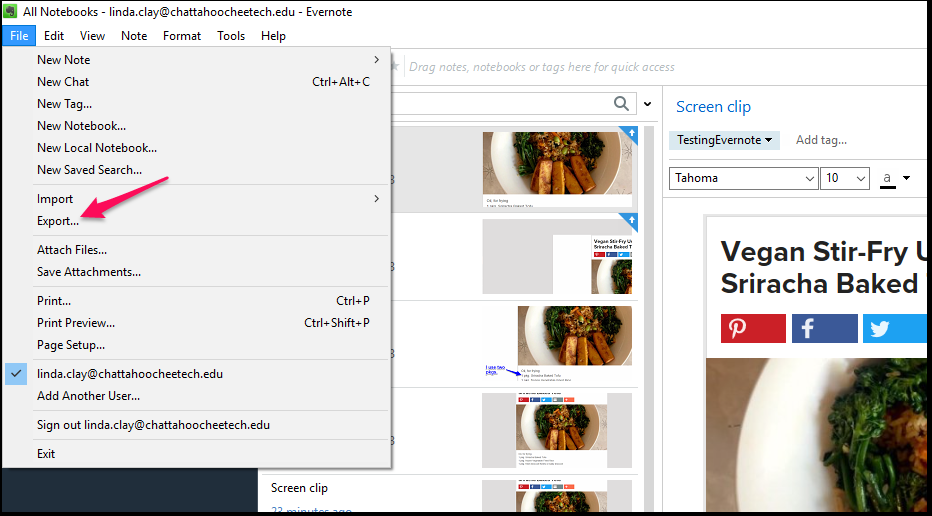 All Notebooks - linda.clay@chattahoocheetech.edu - Evernote
File Edit View Note Format Tools Help
New Note
New Chat Ctrl+Alt+C
New Tag...
New Notebook...
New Local Notebook...
New Saved Search...
Import
Export...
Attach Files...
Save Attachments...
Print... Ctrl+P
Print Preview... Ctrl+Shift+P
Page Setup...
linda.clay@chattahoocheetech.edu
Add Another User...
Sign out linda.clay@chattahoocheetech.edu
Exit
Drag notes, notebooks or tags here for quick access
Vegan Stir-Fry U
Sriracha Baked T
I use two
pkgs.
Screen clip
23 minutes ago
Screen clip
TestingEvernote Add tag...
Tahoma 10 a
Vegan Stir-Fry U
Sriracha Baked